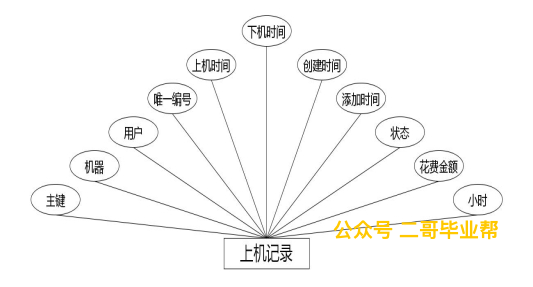 下机时间
上机时间
创建时间
唯一编号
添加时间
用户
状态
机器
花费金额
主键
小时
公众号 二哥毕业帮
上机记录